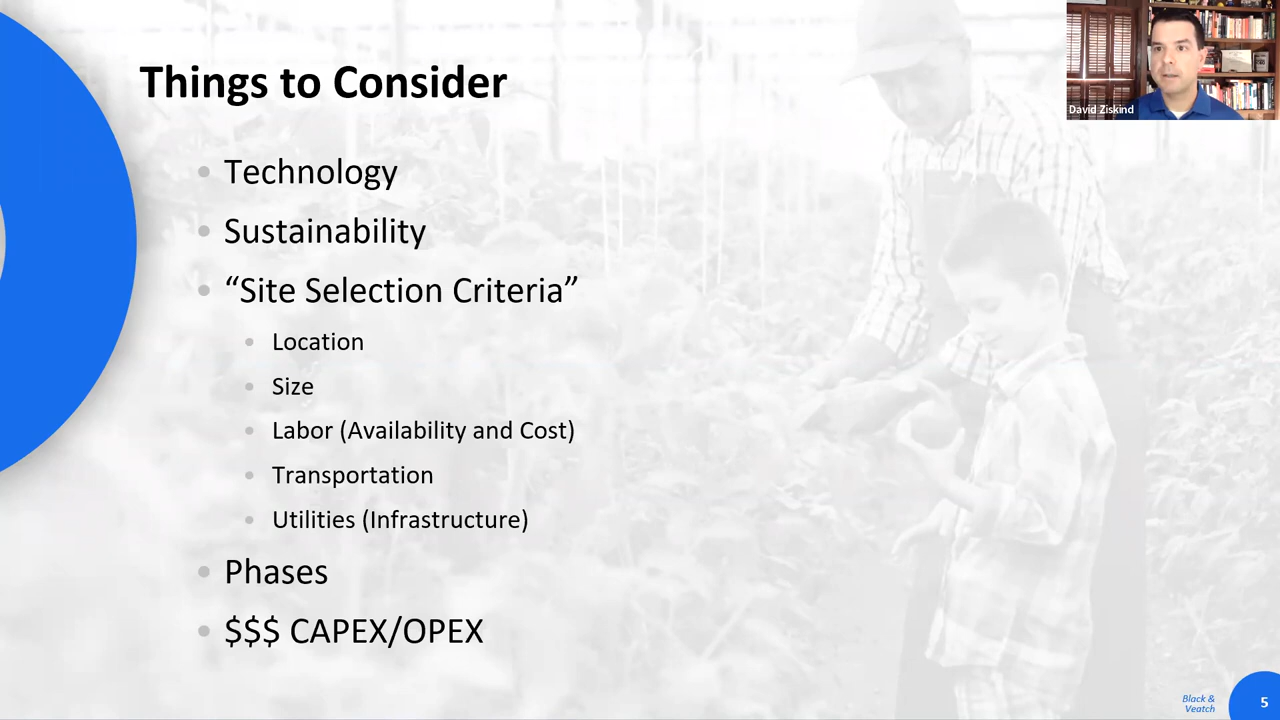 Things to Consider
David Ziskind
Technology
Sustainability
“Site Selection Criteria”
Location
Size
Labor (Availability and Cost)
Transportation
Utilities (Infrastructure)
Phases
$$$ CAPEX/OPEX
Black &
Veatch
5